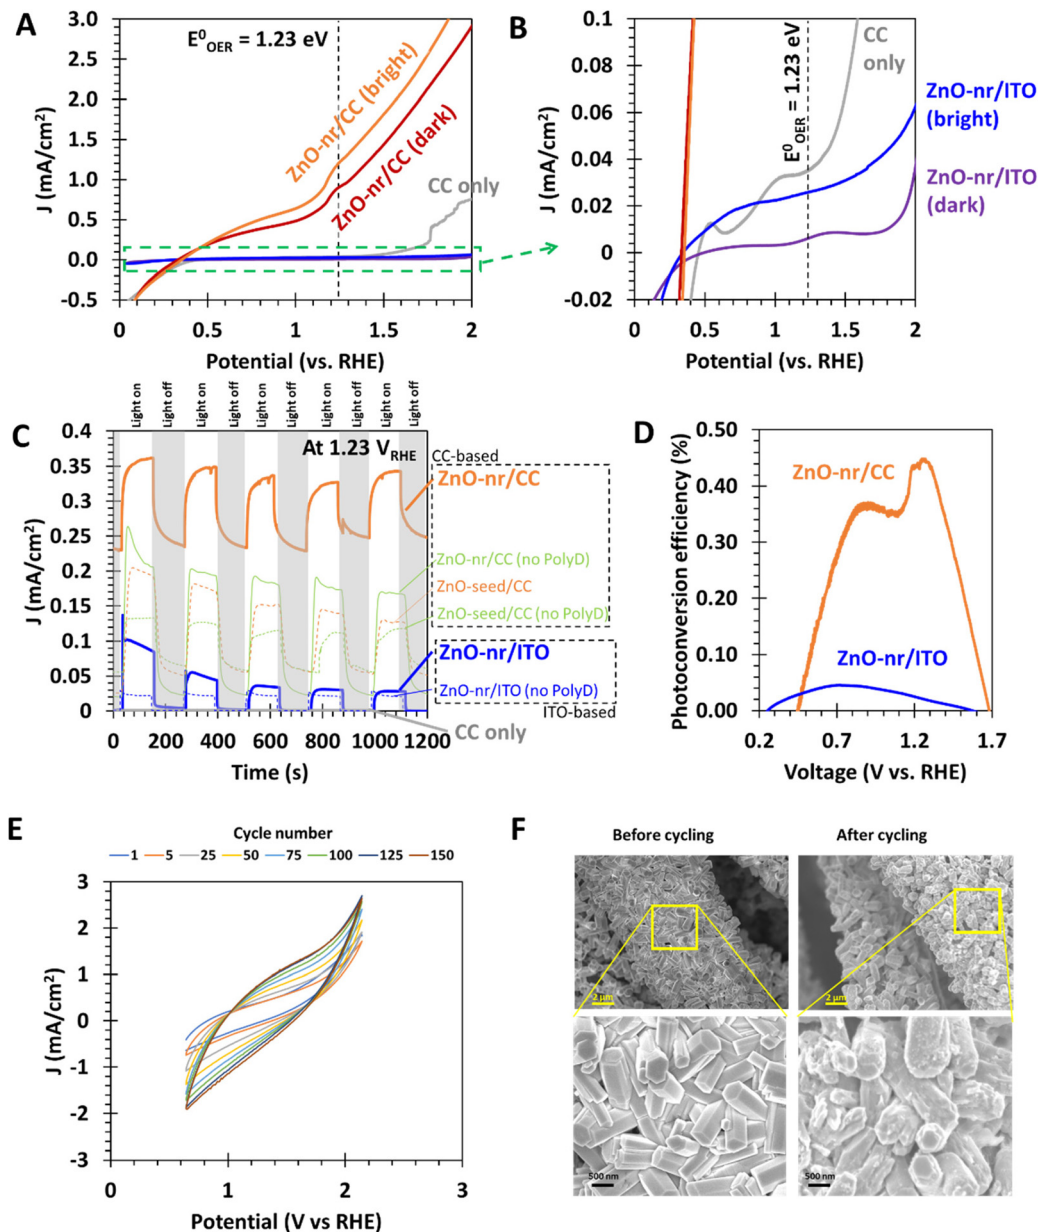 A
E⁰OER = 1.23 eV
ZnO-nr/CC (bright)
ZnO-nr/CC (dark)
CC only
J (mA/cm²)
3.0
2.5
2.0
1.5
1.0
0.5
0.0
-0.5
0
0.5
1
1.5
2
Potential (vs. RHE)
B
E⁰OER = 1.23 eV
CC
only
ZnO-nr/ITO
(bright)
ZnO-nr/ITO
(dark)
J (mA/cm²)
0.1
0.08
0.06
0.04
0.02
0
-0.02
0
0.5
1
1.5
2
Potential (vs. RHE)
C
Light on
Light off
Light on
Light off
Light on
Light off
Light on
Light off
Light on
Light off
At 1.23 VRHE
CC-based
ZnO-nr/CC
ZnO-nr/CC (no PolyD)
ZnO-seed/CC
ZnO-seed/CC (no PolyD)
ZnO-nr/ITO
ZnO-nr/ITO (no PolyD)
ITO-based
CC only
J (mA/cm²)
0.4
0.35
0.3
0.25
0.2
0.15
0.1
0.05
0
0
200
400
600
800
1000
1200
Time (s)
D
ZnO-nr/CC
ZnO-nr/ITO
Photoconversion efficiency (%)
0.50
0.40
0.30
0.20
0.10
0.00
0.2
0.7
1.2
1.7
Voltage (V vs. RHE)
E
Cycle number
1 5 25 50 75 100 125 150
J (mA/cm²)
3
2
1
0
-1
-2
-3
0
1
2
3
Potential (V vs RHE)
F
Before cycling
After cycling
2 µm
2 µm
500 nm
500 nm